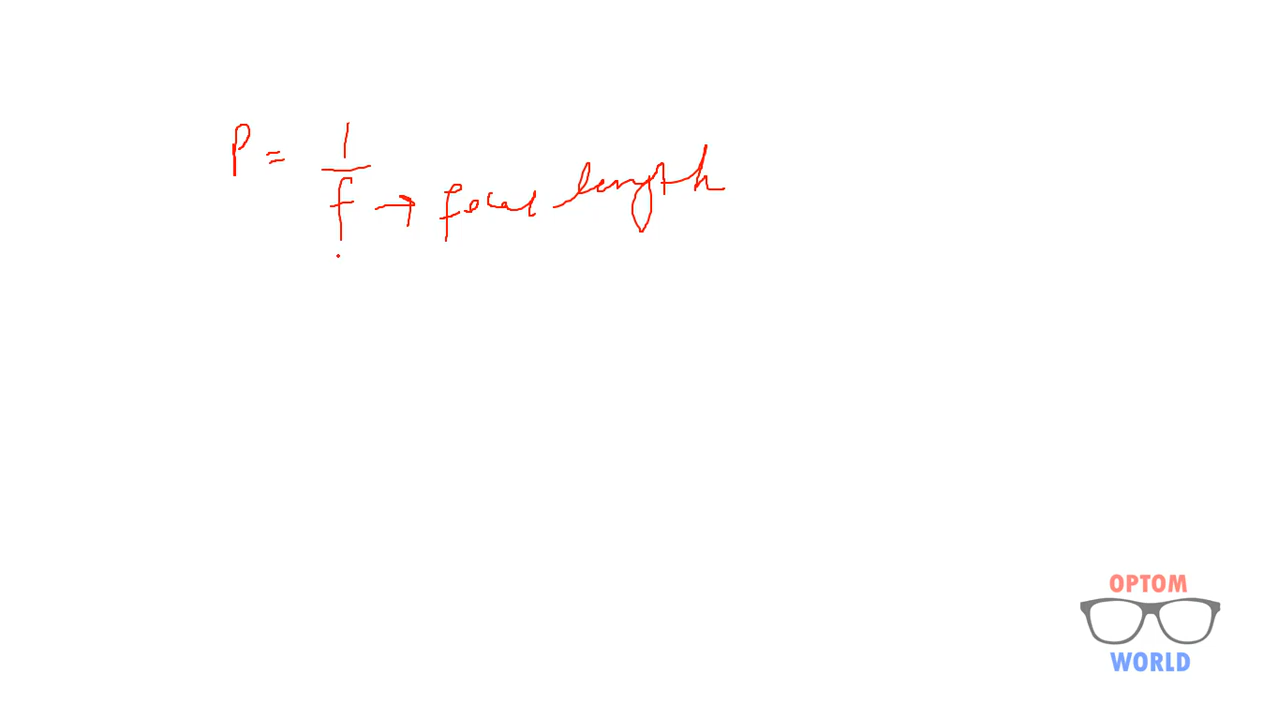 P = 1/f → focal length
OPTOM
WORLD